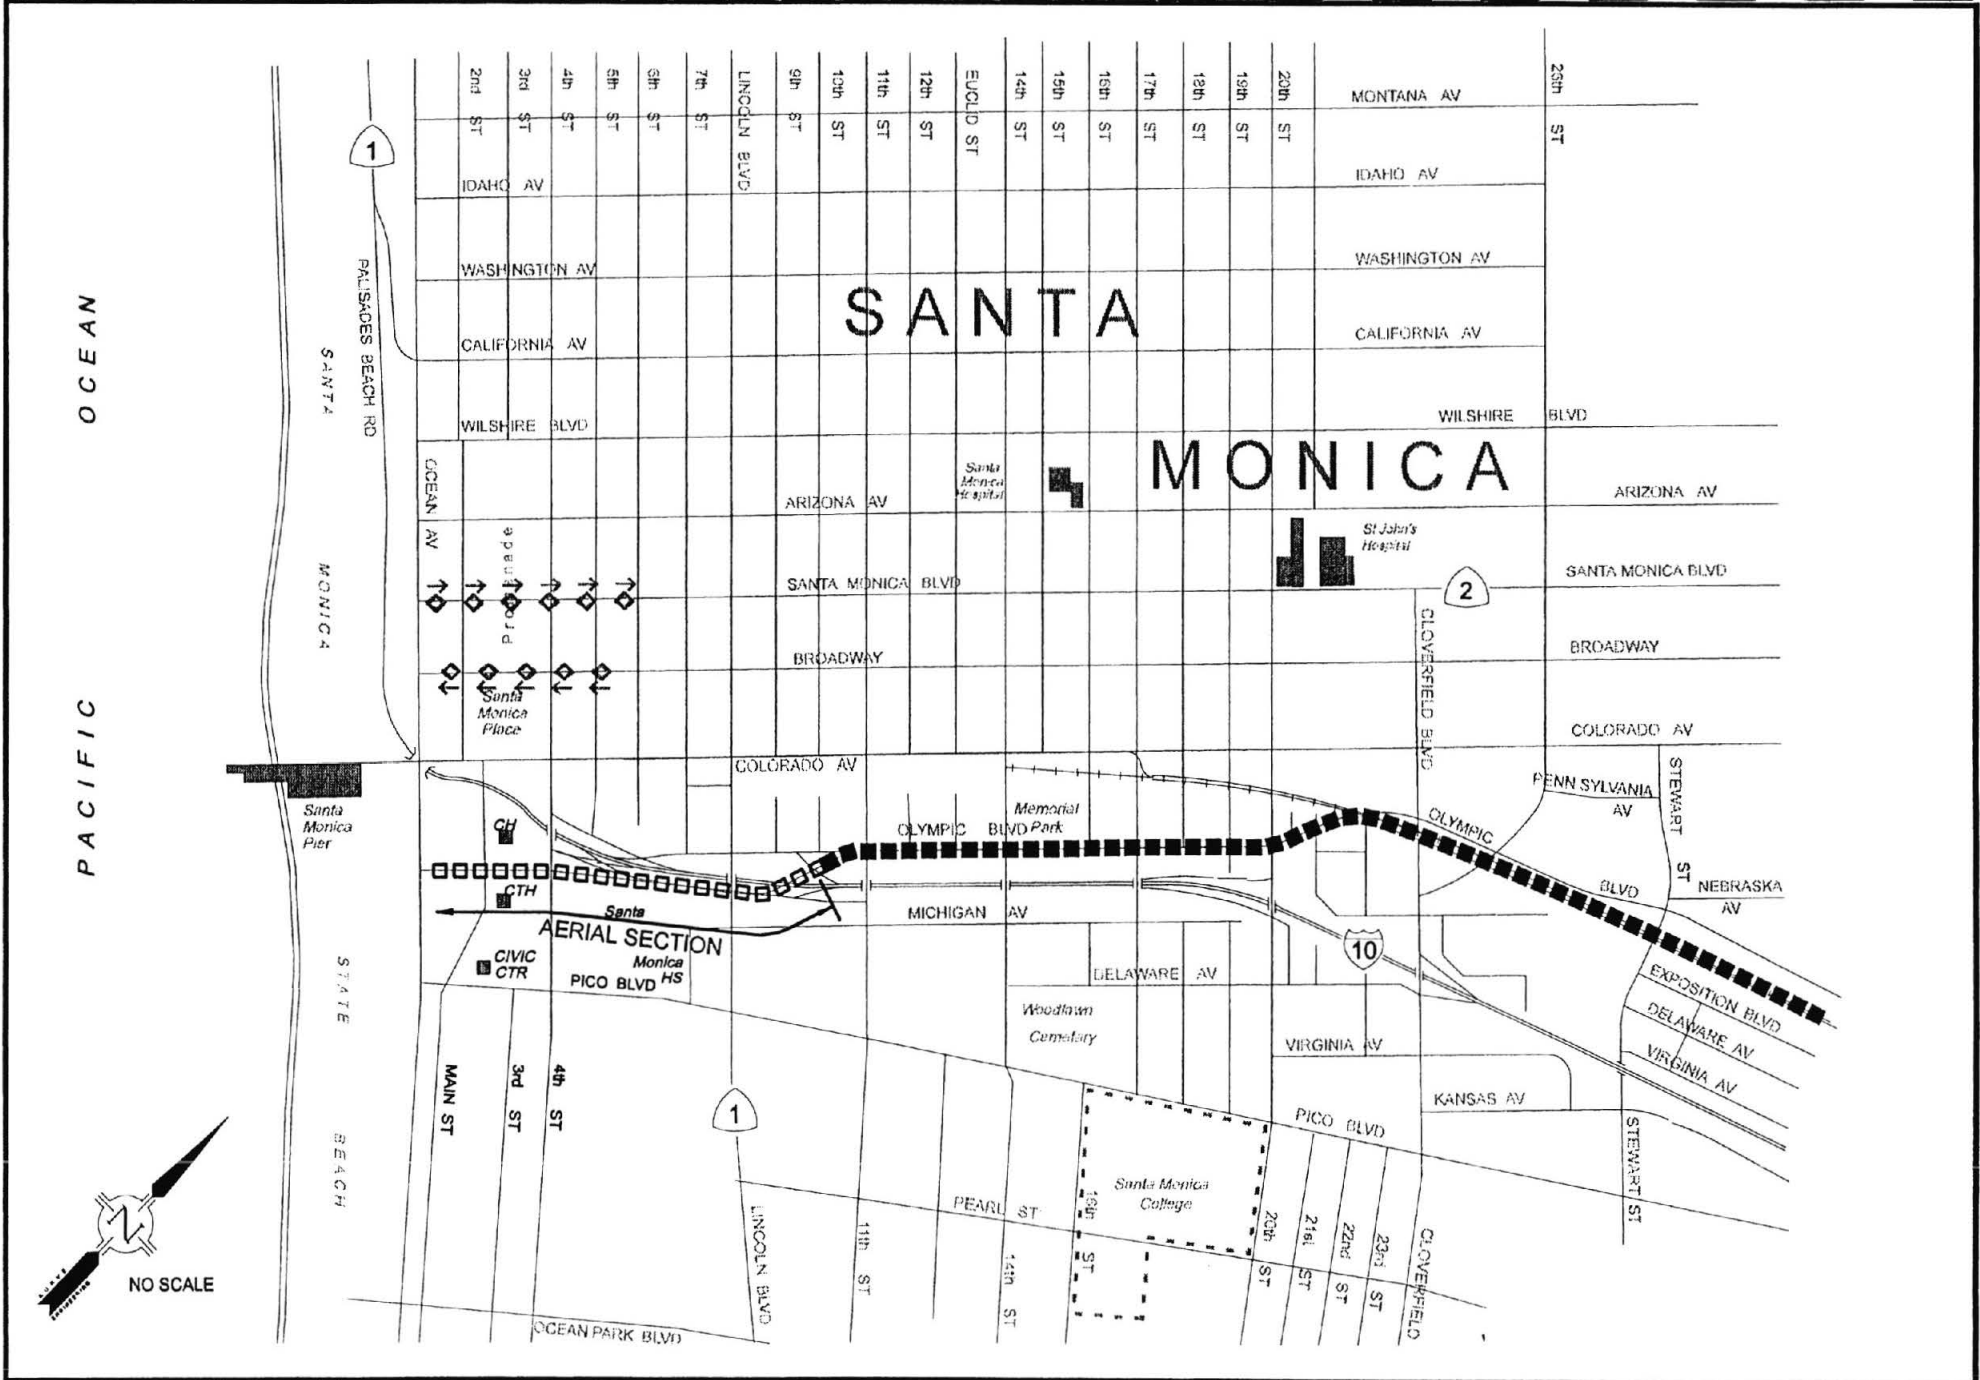 2nd ST
3rd ST
4th ST
5th ST
6th ST
7th ST
LINCOLN BLVD
9th ST
10th ST
11th ST
12th ST
EUCLID ST
14th ST
15th ST
16th ST
17th ST
18th ST
19th ST
20th ST
MONTANA AV
26th ST
1
IDAHO AV
IDAHO AV
WASHINGTON AV
WASHINGTON AV
SANTA
CALIFORNIA AV
CALIFORNIA AV
PALISADES BEACH RD
PACIFIC OCEAN
SANTA MONICA STATE BEACH
WILSHIRE BLVD
WILSHIRE BLVD
MONICA
OCEAN AV
Santa
Monica
Hospital
ARIZONA AV
ARIZONA AV
St John's
Hospital
Promenade
SANTA MONICA BLVD
2
SANTA MONICA BLVD
CLOVERFIELD BLVD
BROADWAY
BROADWAY
Santa
Monica
Place
COLORADO AV
COLORADO AV
PENNSYLVANIA
AV
STEWART ST
Santa
Monica
Pier
CH
Memorial
Park
OLYMPIC BLVD
OLYMPIC BLVD
NEBRASKA
AV
CTH
Santa
Monica
HS
AERIAL SECTION
MICHIGAN AV
10
CIVIC
CTR
PICO BLVD
DELAWARE AV
EXPOSITION BLVD
DELAWARE AV
VIRGINIA AV
Woodlawn
Cemetary
VIRGINIA AV
KANSAS AV
MAIN ST
3rd ST
4th ST
1
PICO BLVD
STEWART ST
Santa Monica
College
PEARL ST
LINCOLN BLVD
11th ST
14th ST
16th ST
20th ST
21st ST
22nd ST
23rd ST
CLOVERFIELD
OCEAN PARK BLVD
N
NO SCALE